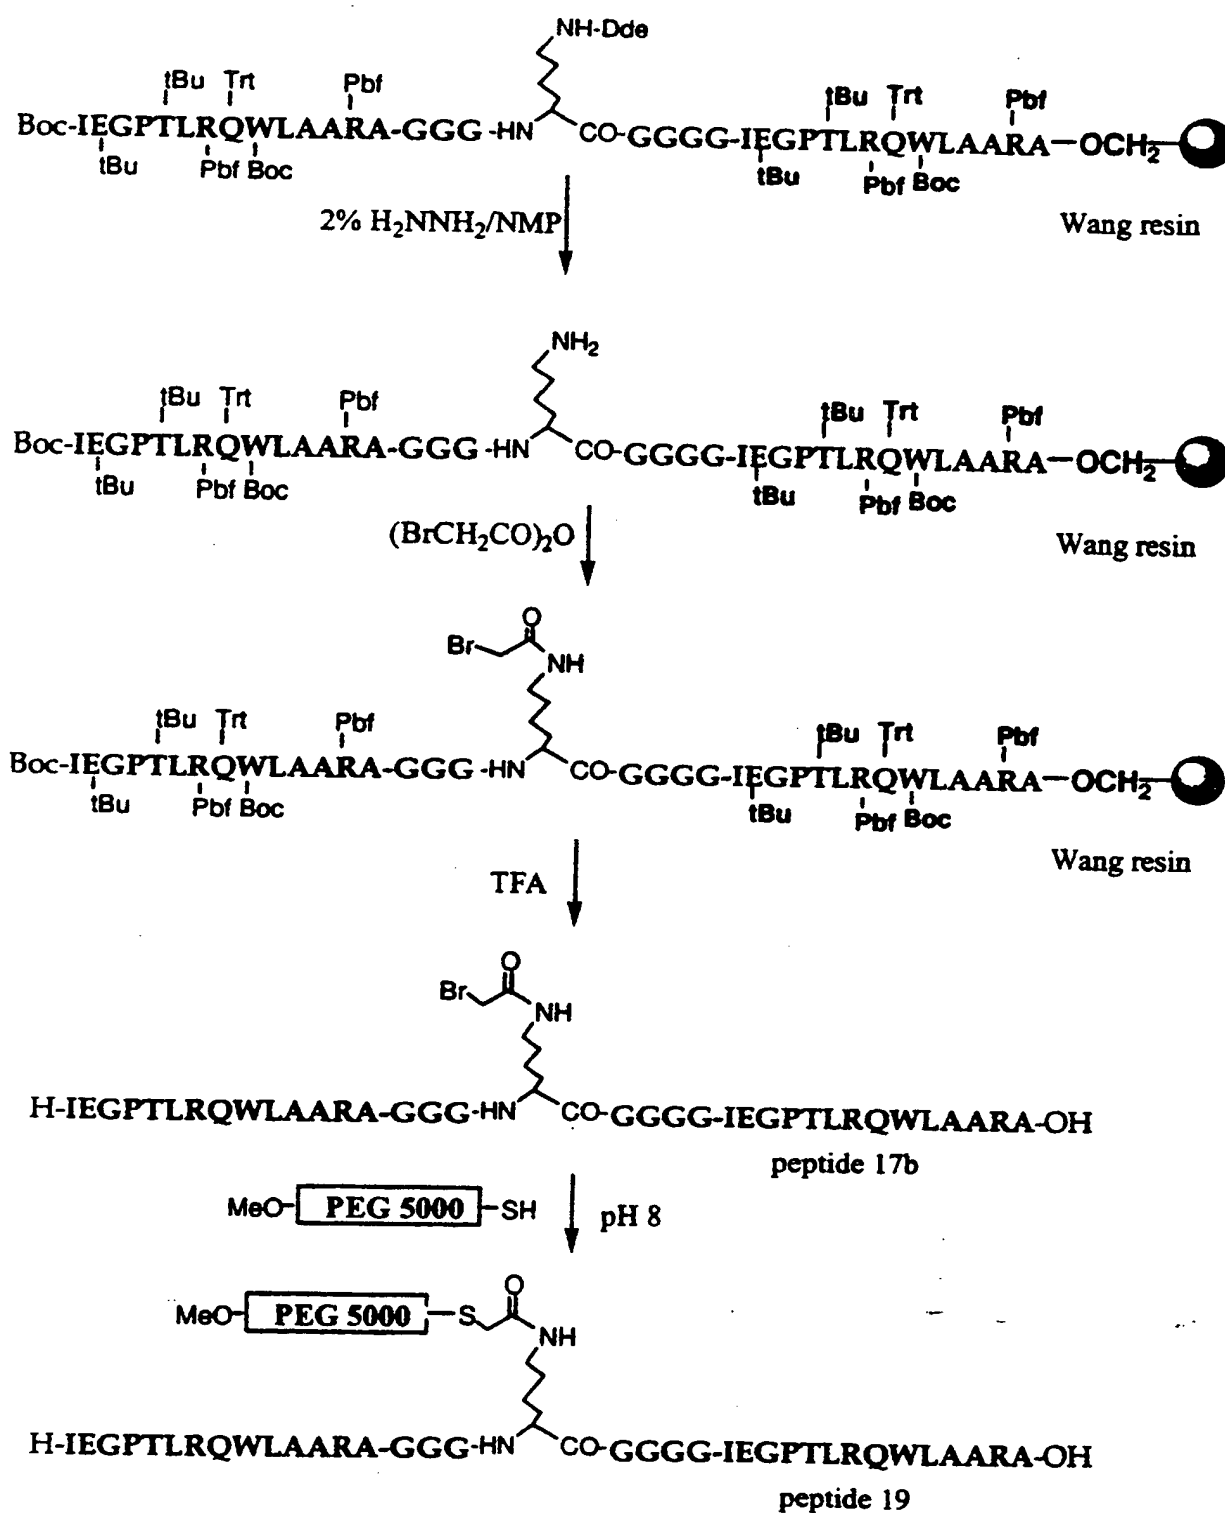 NH-Dde
tBu Trt Pbf tBu Trt Pbf
Boc-IEGPTLRQWLAARA-GGG-HN CO-GGGG-IEGPTLRQWLAARA-OCH2
tBu Pbf Boc tBu Pbf Boc
2% H2NNH2/NMP
Wang resin
NH2
tBu Trt Pbf tBu Trt Pbf
Boc-IEGPTLRQWLAARA-GGG-HN CO-GGGG-IEGPTLRQWLAARA-OCH2
tBu Pbf Boc tBu Pbf Boc
(BrCH2CO)2O
Wang resin
O
Br NH
tBu Trt Pbf tBu Trt Pbf
Boc-IEGPTLRQWLAARA-GGG-HN CO-GGGG-IEGPTLRQWLAARA-OCH2
tBu Pbf Boc tBu Pbf Boc
Wang resin
TFA
O
Br NH
H-IEGPTLRQWLAARA-GGG-HN CO-GGGG-IEGPTLRQWLAARA-OH
peptide 17b
MeO- PEG 5000 -SH pH 8
O
MeO- PEG 5000 -S NH
H-IEGPTLRQWLAARA-GGG-HN CO-GGGG-IEGPTLRQWLAARA-OH
peptide 19